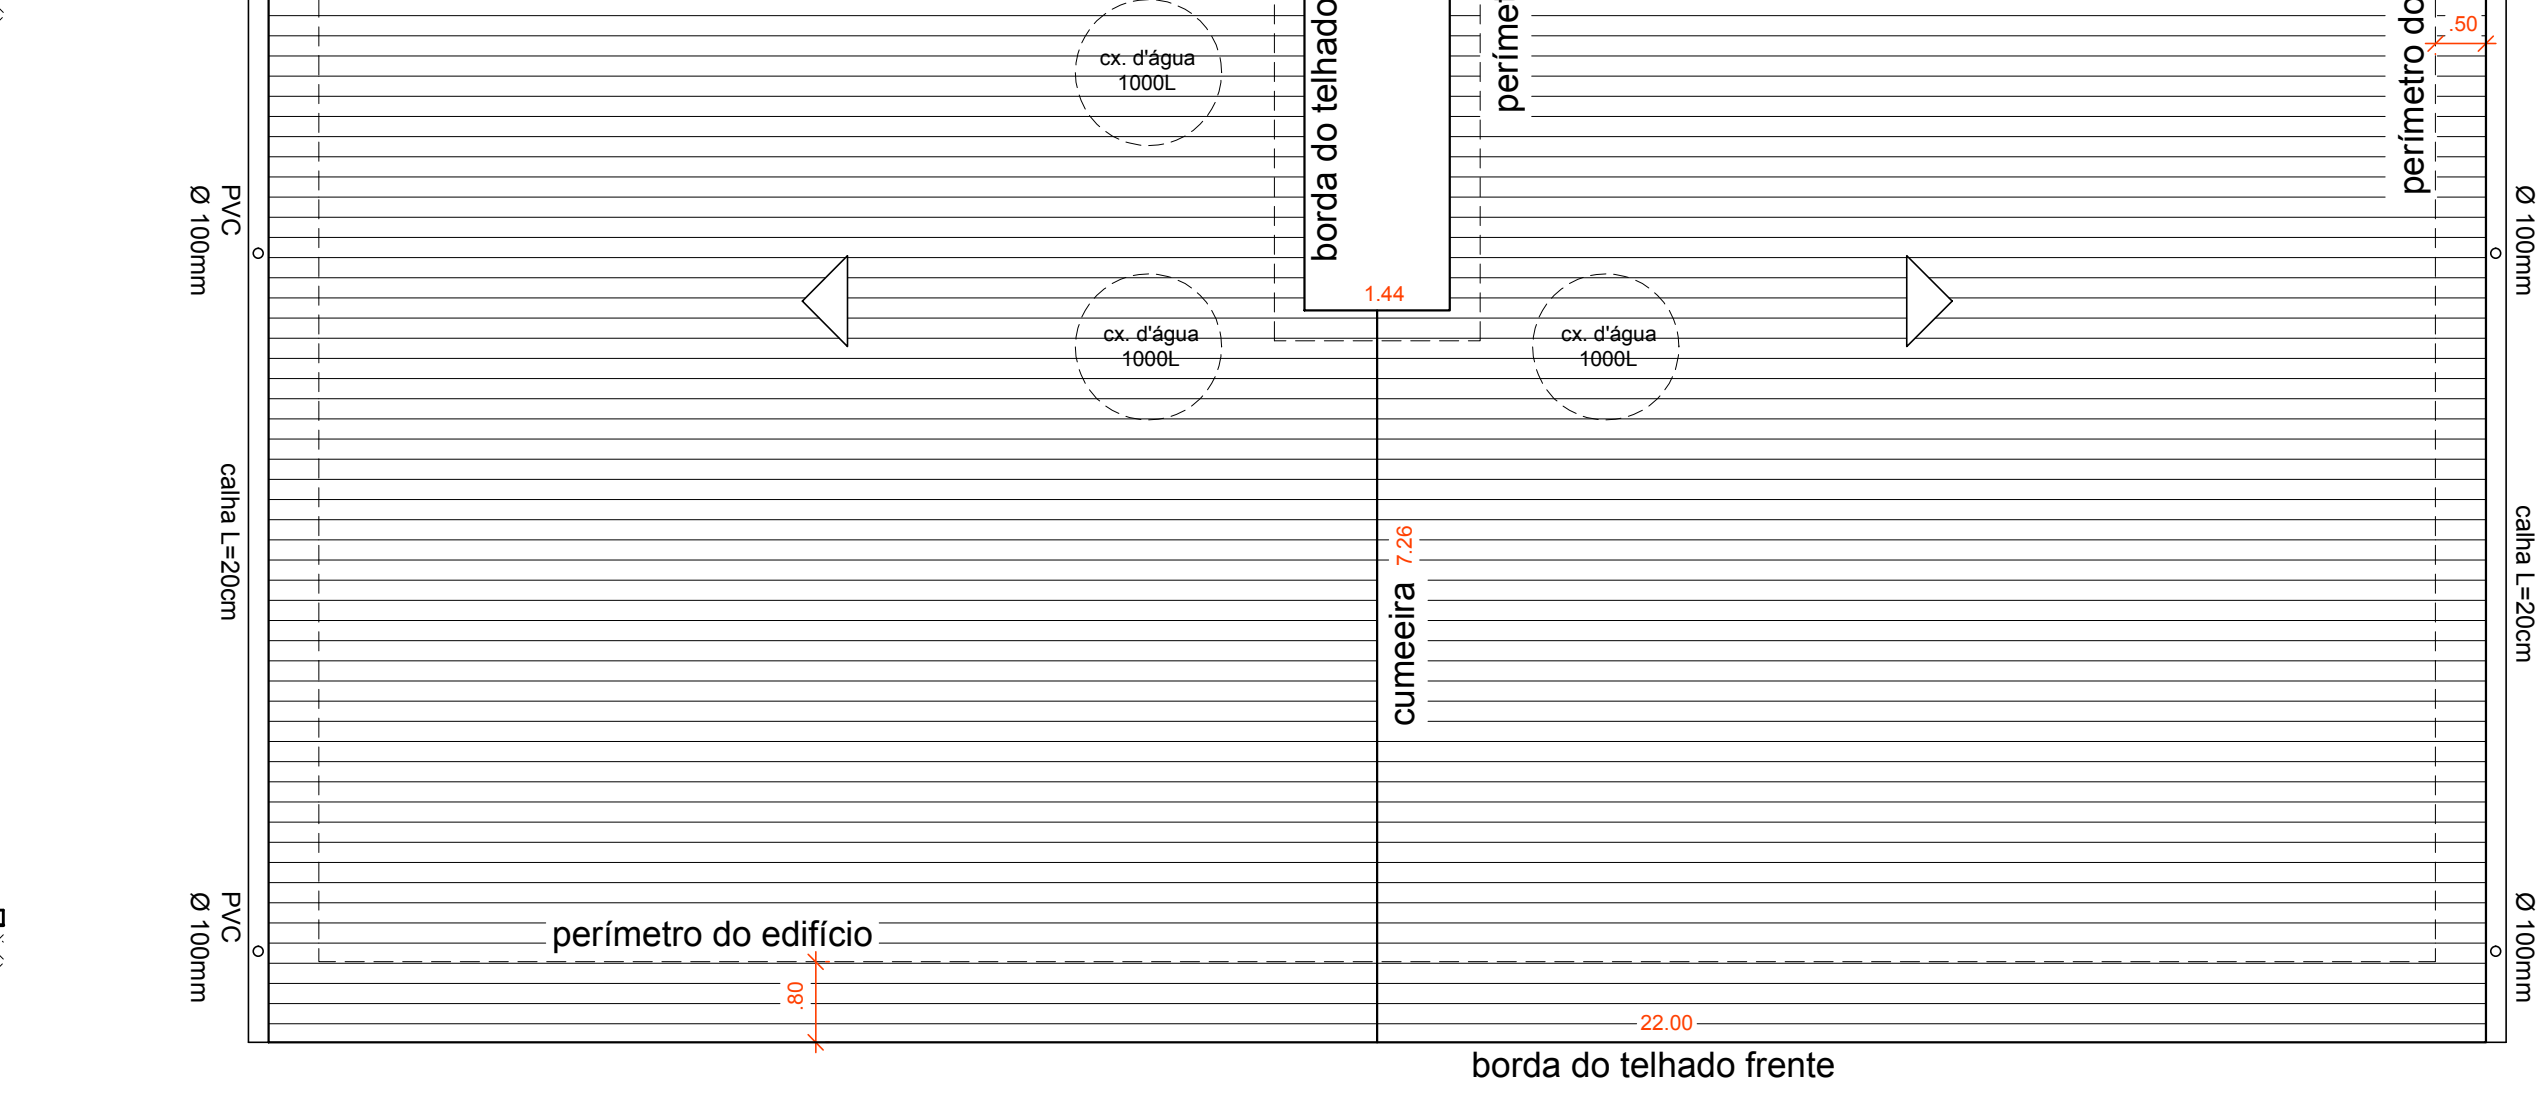 cx. d'água
1000L
borda do telhado
períme
perímetro do
.50
PVC
Ø 100mm
Ø 100mm
1.44
cx. d'água
1000L
cx. d'água
1000L
calha L=20cm
calha L=20cm
7.26
cumeeira
PVC
Ø 100mm
Ø 100mm
perímetro do edifício
.80
22.00
borda do telhado frente